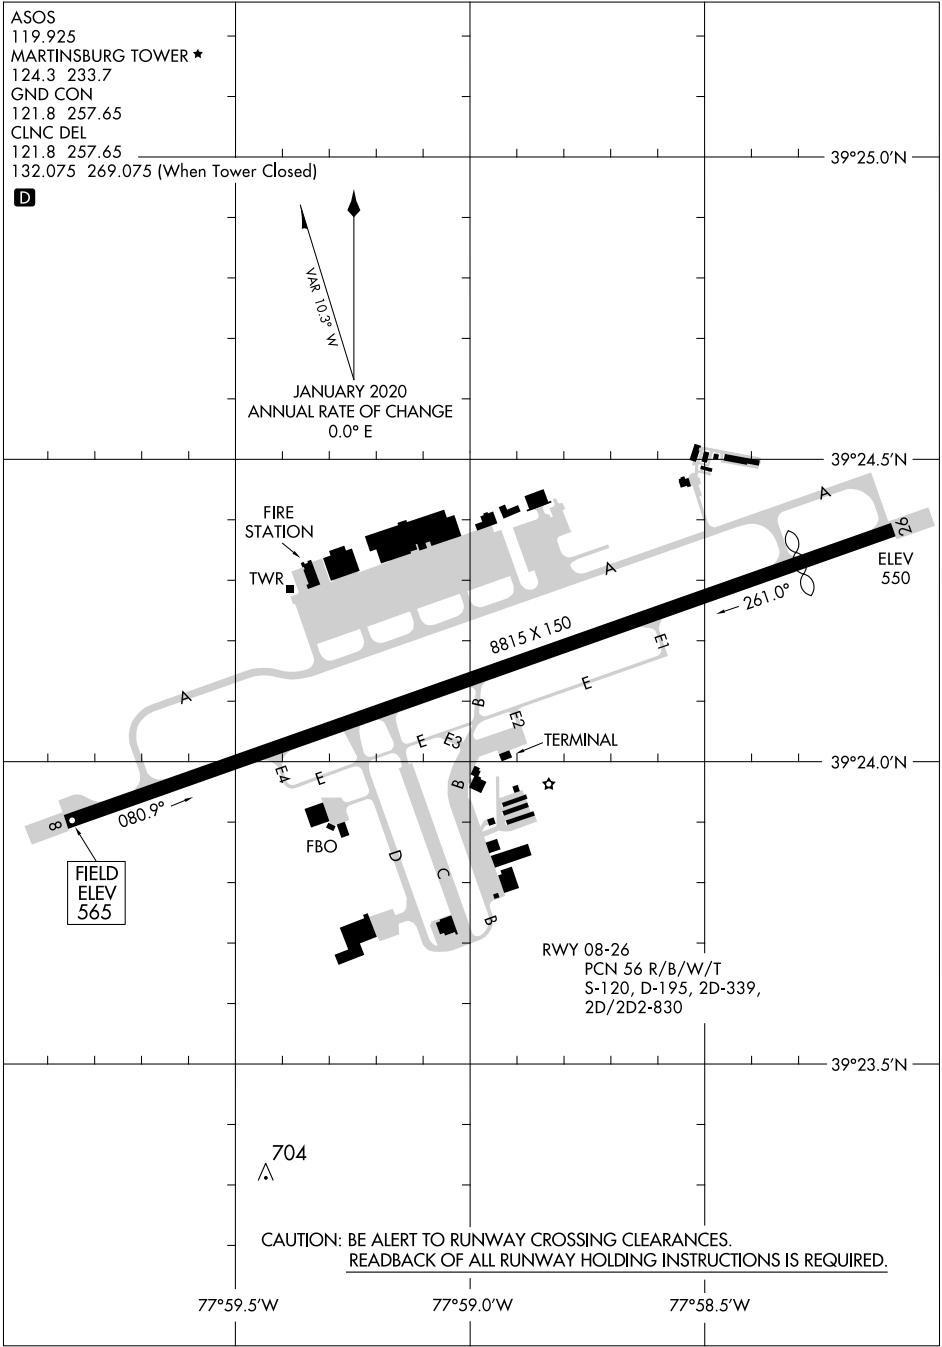 ASOS
119.925
MARTINSBURG TOWER ★
124.3 233.7
GND CON
121.8 257.65
CLNC DEL
121.8 257.65
132.075 269.075 (When Tower Closed)
D
39°25.0'N
VAR 10.3° W
JANUARY 2020
ANNUAL RATE OF CHANGE
0.0° E
39°24.5'N
FIRE
STATION
TWR
A
A
A
26
ELEV
550
261.0°
8815 X 150
E1
E
B
E2
E
E3
TERMINAL
39°24.0'N
E4
E
B
080.9°
8
FBO
D
C
B
FIELD
ELEV
565
RWY 08-26
PCN 56 R/B/W/T
S-120, D-195, 2D-339,
2D/2D2-830
39°23.5'N
704
CAUTION: BE ALERT TO RUNWAY CROSSING CLEARANCES.
READBACK OF ALL RUNWAY HOLDING INSTRUCTIONS IS REQUIRED.
77°59.5'W
77°59.0'W
77°58.5'W